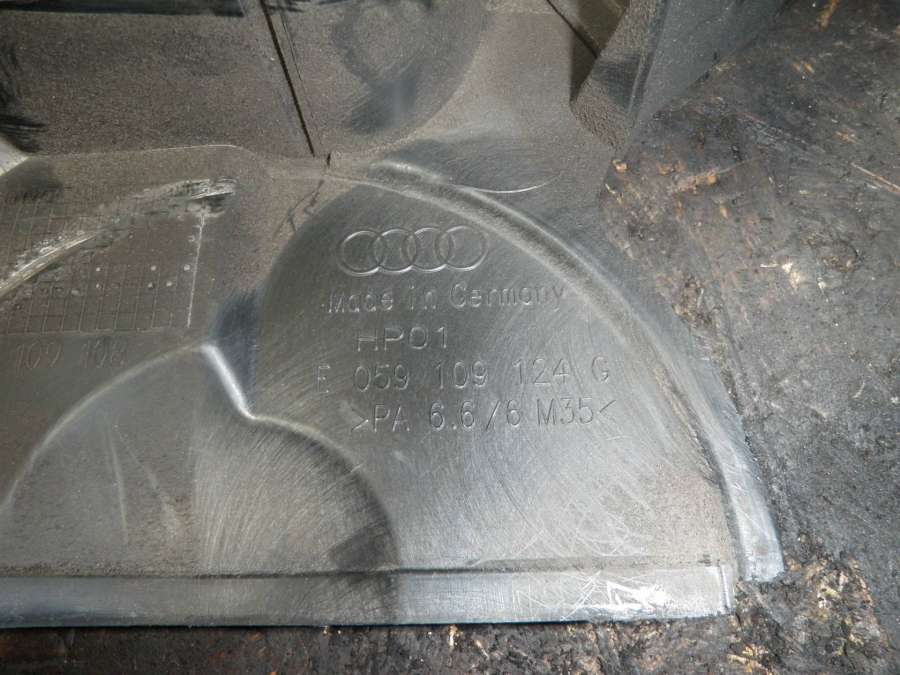 Made in Germany
HP01
E 059 109 124 G
>PA 6.6/6 M35<
109 108